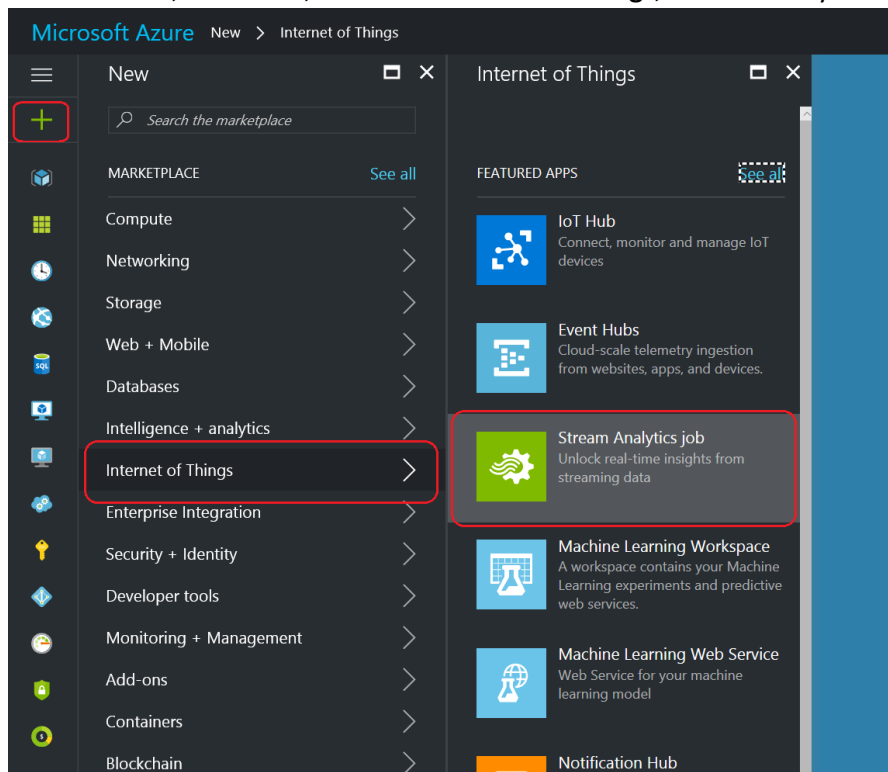 Microsoft Azure New > Internet of Things
New
Search the marketplace
MARKETPLACE See all
Compute
Networking
Storage
Web + Mobile
Databases
Intelligence + analytics
Internet of Things
Enterprise Integration
Security + Identity
Developer tools
Monitoring + Management
Add-ons
Containers
Blockchain
Internet of Things
FEATURED APPS See all
IoT Hub
Connect, monitor and manage IoT
devices
Event Hubs
Cloud-scale telemetry ingestion
from websites, apps, and devices.
Stream Analytics job
Unlock real-time insights from
streaming data
Machine Learning Workspace
A workspace contains your Machine
Learning experiments and predictive
web services.
Machine Learning Web Service
Web Service for your machine
learning model
Notification Hub
SQL